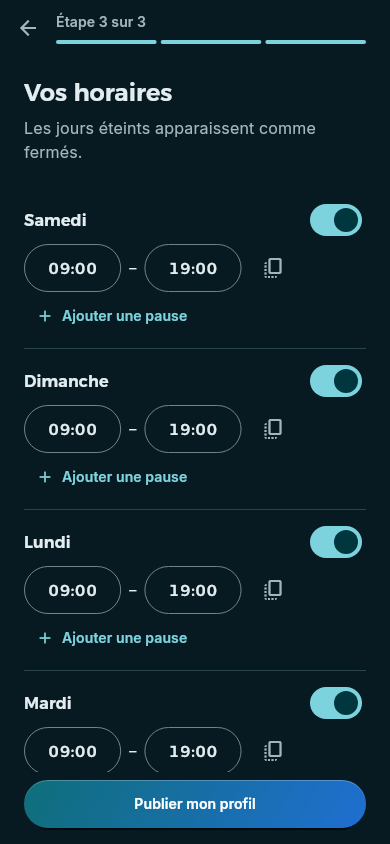 Étape 3 sur 3
Vos horaires
Les jours éteints apparaissent comme
fermés.
Samedi
09:00 – 19:00
+ Ajouter une pause
Dimanche
09:00 – 19:00
+ Ajouter une pause
Lundi
09:00 – 19:00
+ Ajouter une pause
Mardi
09:00 – 19:00
Publier mon profil